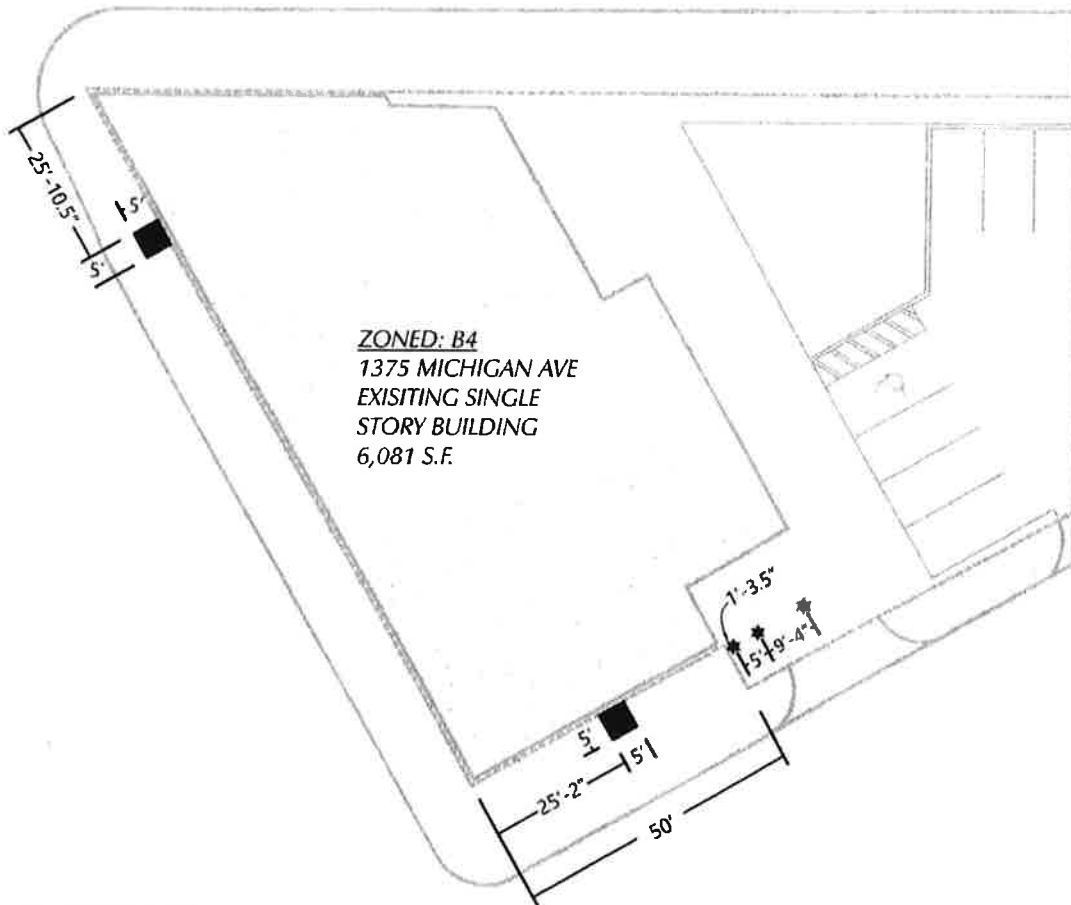 25'-10.5"
5'
5'
ZONED: B4
1375 MICHIGAN AVE
EXISITING SINGLE
STORY BUILDING
6,081 S.F.
1'-3.5"
5'
9'-4"
5'
5'
25'-2"
50'